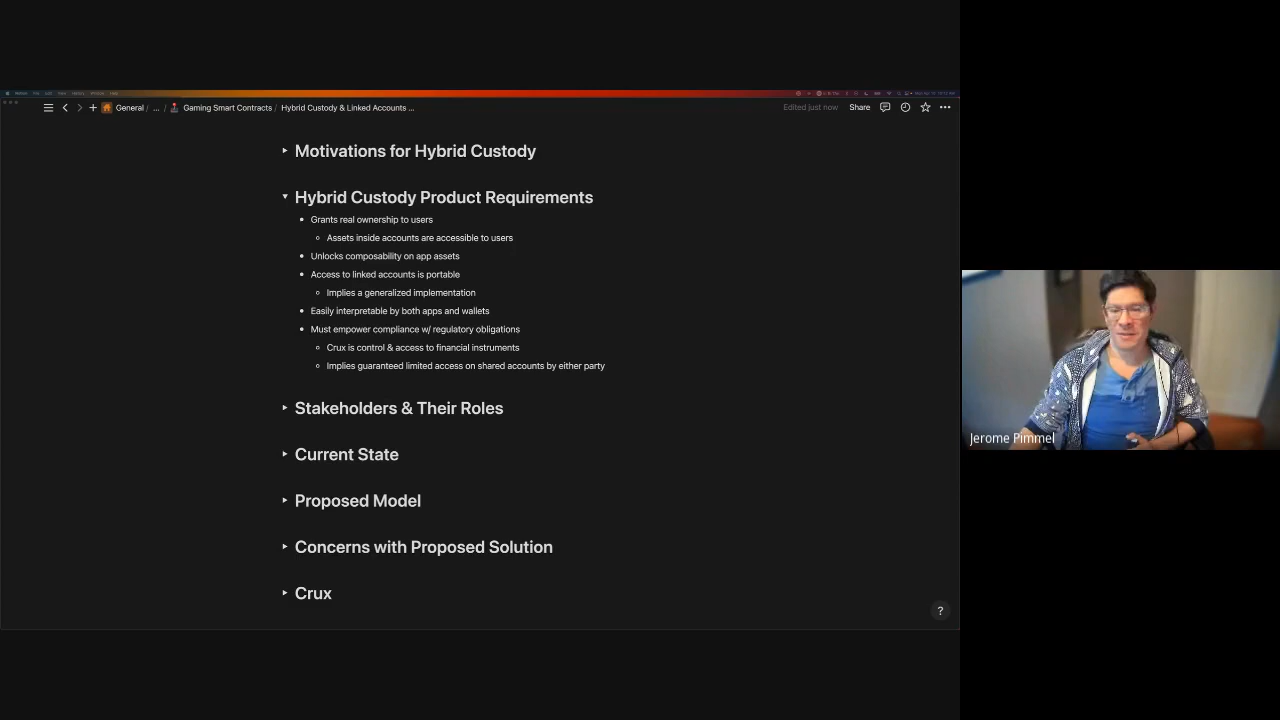 General / ... / Gaming Smart Contracts / Hybrid Custody & Linked Accounts ...
Edited just now
Share
Motivations for Hybrid Custody
Hybrid Custody Product Requirements
Grants real ownership to users
Assets inside accounts are accessible to users
Unlocks composability on app assets
Access to linked accounts is portable
Implies a generalized implementation
Easily interpretable by both apps and wallets
Must empower compliance w/ regulatory obligations
Crux is control & access to financial instruments
Implies guaranteed limited access on shared accounts by either party
Stakeholders & Their Roles
Current State
Proposed Model
Concerns with Proposed Solution
Crux
?
Jerome Pimmel